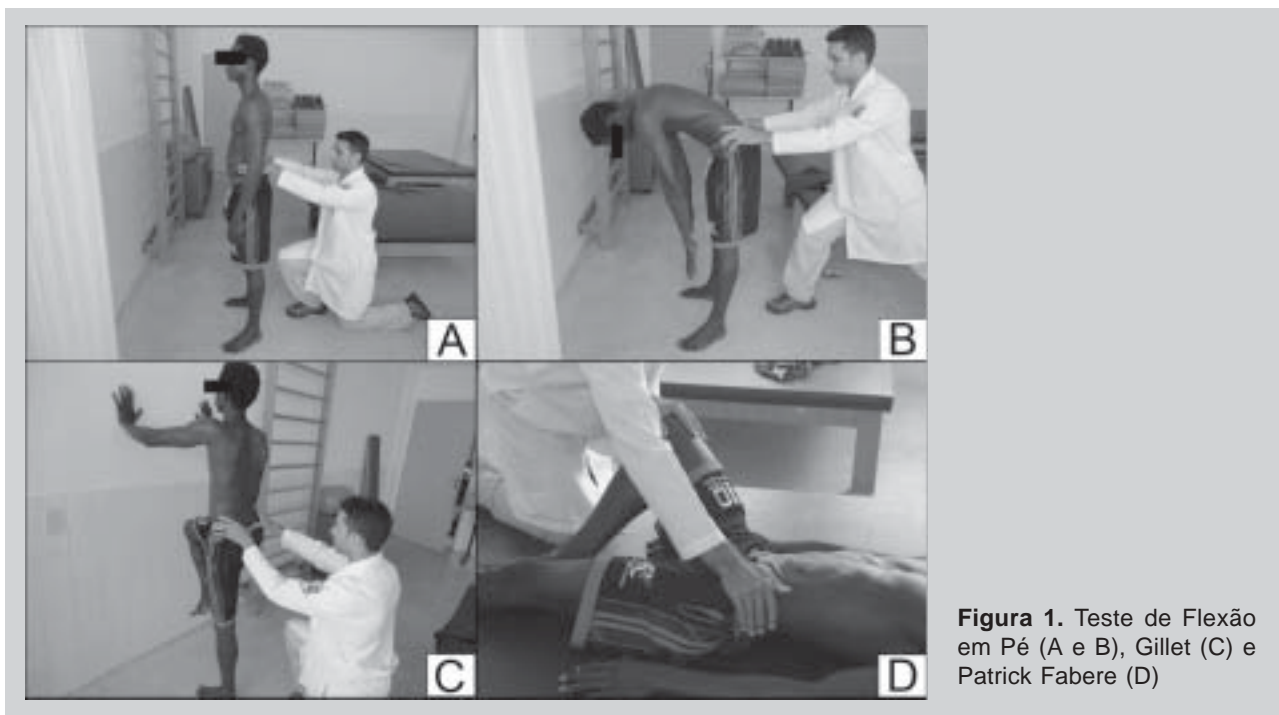 A
B
C
D
Figura 1. Teste de Flexão
em Pé (A e B), Gillet (C) e
Patrick Fabere (D)